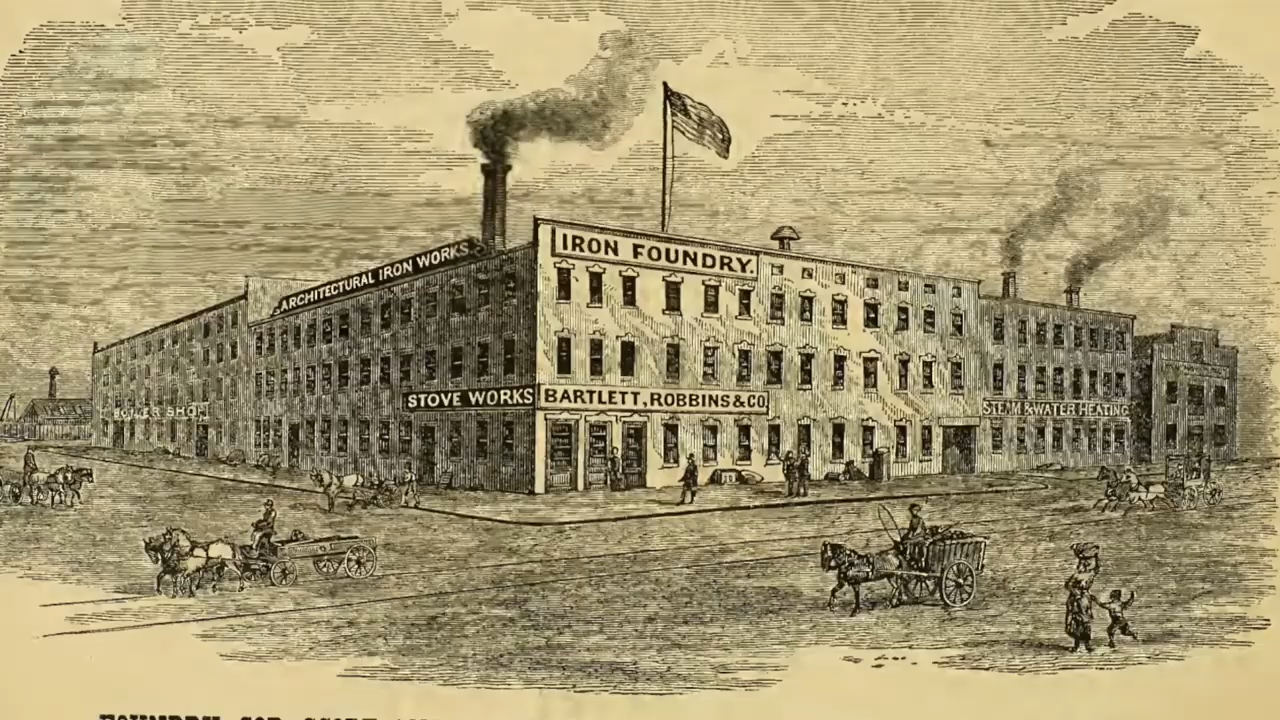 ARCHITECTURAL IRON WORKS
IRON FOUNDRY.
STOVE WORKS
BARTLETT, ROBBINS & CO.
BOILER SHOP
STEAM & WATER HEATING